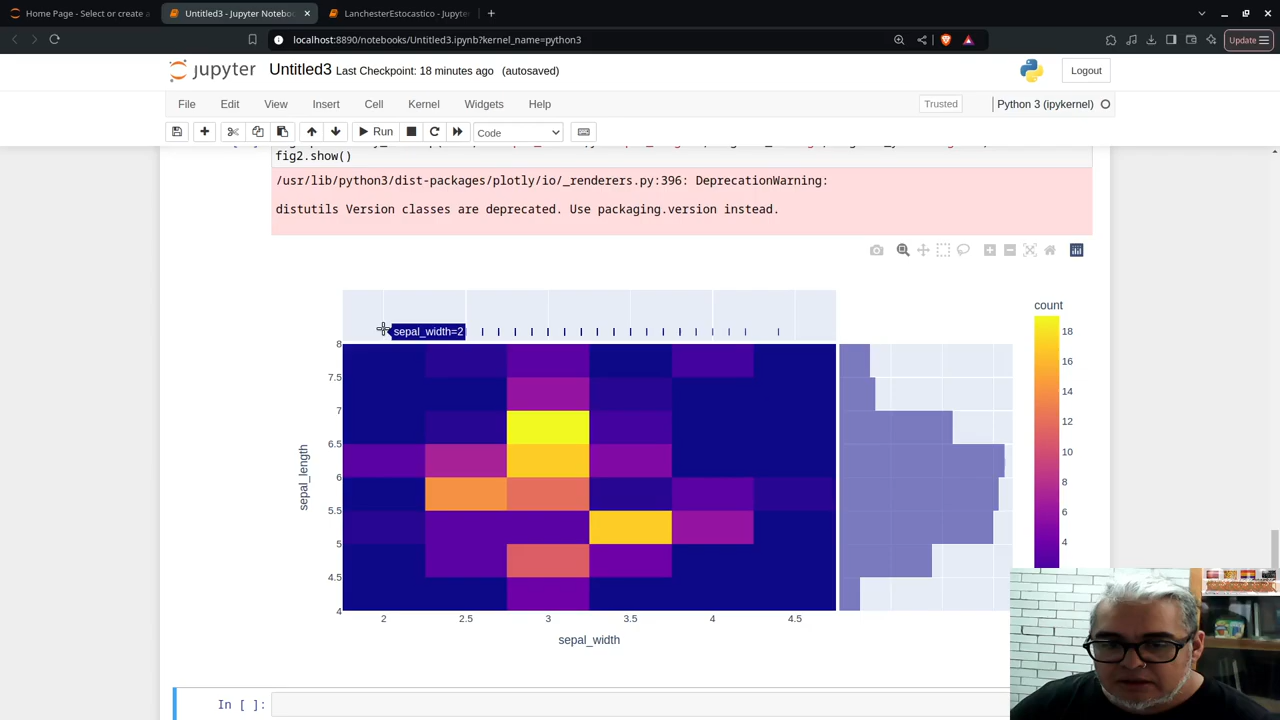 Home Page - Select or create a
Untitled3 - Jupyter Notebo
LanchesterEstocastico - Jupyter
localhost:8890/notebooks/Untitled3.ipynb?kernel_name=python3
Update
jupyter Untitled3 Last Checkpoint: 18 minutes ago (autosaved)
Logout
File Edit View Insert Cell Kernel Widgets Help
Trusted
Python 3 (ipykernel)
Run
Code
fig2.show()
/usr/lib/python3/dist-packages/plotly/io/_renderers.py:396: DeprecationWarning:
distutils Version classes are deprecated. Use packaging.version instead.
sepal_width=2
count
18
16
14
12
10
8
6
4
8
7.5
7
6.5
6
5.5
5
4.5
4
sepal_length
2 2.5 3 3.5 4 4.5
sepal_width
In [ ]: